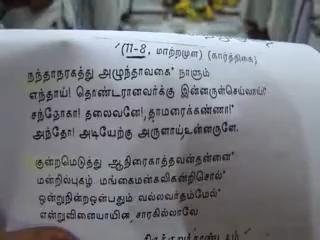 (11-8, மாற்றமுள) (கார்த்திகை)
நந்தாநரகத்து அழுந்தாவகை* நாளும்
எந்தாய்! தொண்டரானவர்க்கு இன்னருள்செய்வாய்*
சந்தோகா! தலைவனே!,தாமரைக்கண்ணா!*
அந்தோ! அடியேற்கு அருளாய்உன்னருளே.
குன்றமெடுத்து ஆநிரைகாத்தவன்தன்னை*
மன்றில்புகழ் மங்கைமன்கலிகன்றிசொல்*
ஒன்றுநின்றஒன்பதும் வல்லவர்தம்மேல்*
என்றுவினையாயின சாரகில்லாவே